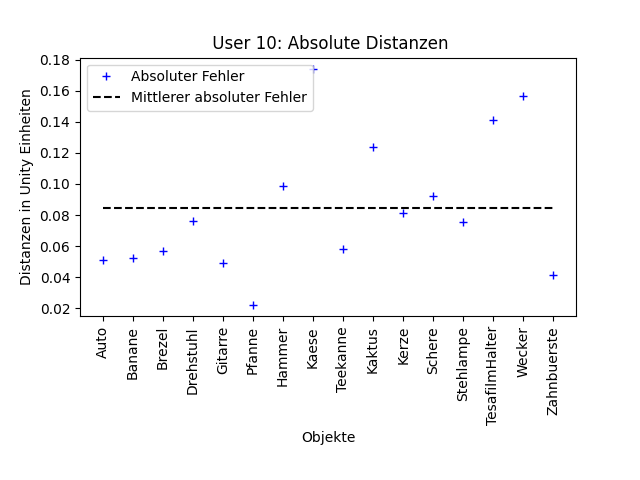 User 10: Absolute Distanzen
Absoluter Fehler
Mittlerer absoluter Fehler
Distanzen in Unity Einheiten
0.18
0.16
0.14
0.12
0.10
0.08
0.06
0.04
0.02
Auto
Banane
Brezel
Drehstuhl
Gitarre
Pfanne
Hammer
Kaese
Teekanne
Kaktus
Kerze
Schere
Stehlampe
TesafilmHalter
Wecker
Zahnbuerste
Objekte